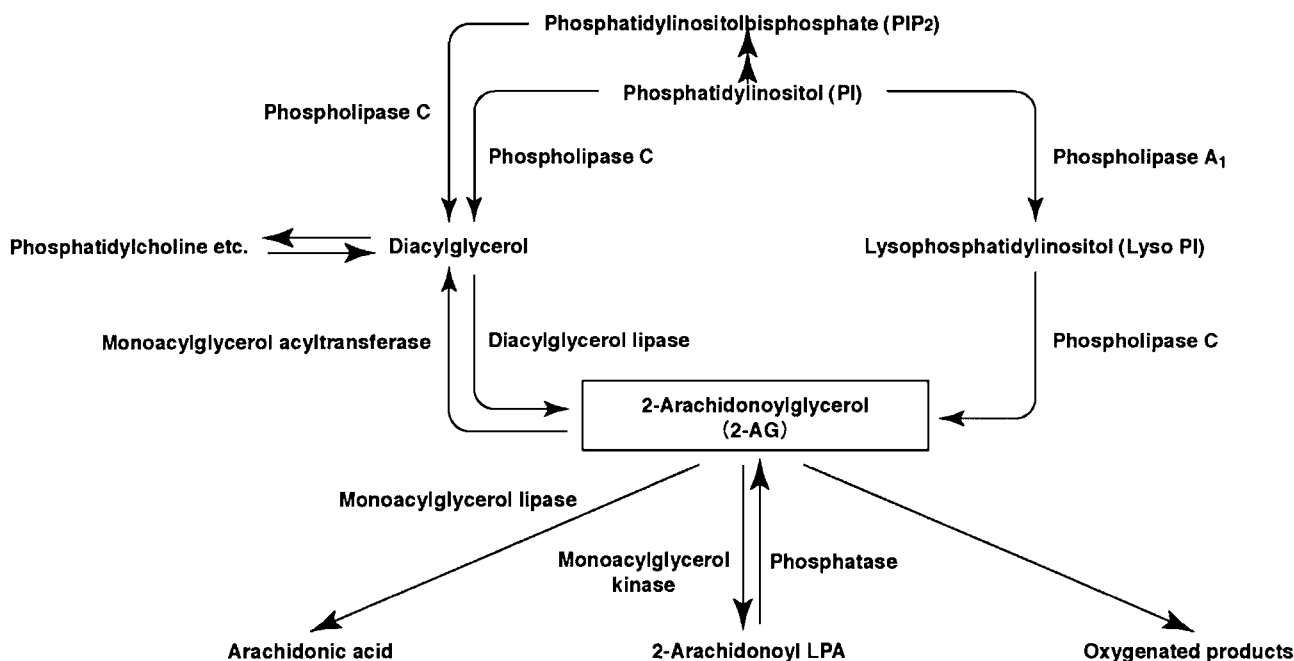 Phosphatidylinositolbisphosphate (PIP2)
Phosphatidylinositol (PI)
Phospholipase C
Phospholipase C
Phospholipase A1
Phosphatidylcholine etc.
Diacylglycerol
Lysophosphatidylinositol (Lyso PI)
Monoacylglycerol acyltransferase
Diacylglycerol lipase
Phospholipase C
2-Arachidonoylglycerol
(2-AG)
Monoacylglycerol lipase
Monoacylglycerol
kinase
Phosphatase
Arachidonic acid
2-Arachidonoyl LPA
Oxygenated products